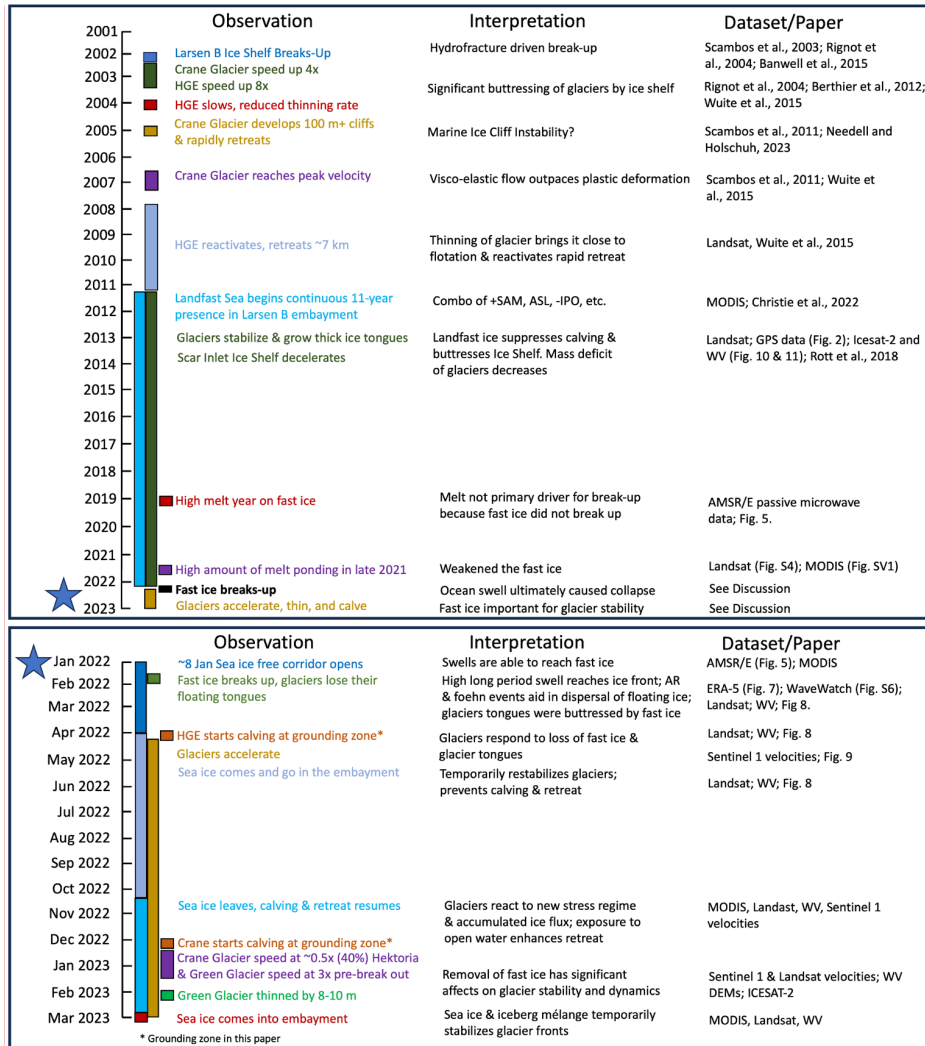 Observation Interpretation Dataset/Paper
2001
2002
Larsen B Ice Shelf Breaks-Up
Hydrofracture driven break-up
Scambos et al., 2003; Rignot
et al., 2004; Banwell et al., 2015
2003
Crane Glacier speed up 4x
HGE speed up 8x
Significant buttressing of glaciers by ice shelf
Rignot et al., 2004; Berthier et al., 2012;
Wuite et al., 2015
2004
HGE slows, reduced thinning rate
2005
Crane Glacier develops 100 m+ cliffs
& rapidly retreats
Marine Ice Cliff Instability?
Scambos et al., 2011; Needell and
Holschuh, 2023
2006
2007
Crane Glacier reaches peak velocity
Visco-elastic flow outpaces plastic deformation
Scambos et al., 2011; Wuite et
al., 2015
2008
2009
HGE reactivates, retreats ~7 km
Thinning of glacier brings it close to
flotation & reactivates rapid retreat
Landsat, Wuite et al., 2015
2010
2011
2012
Landfast Sea begins continuous 11-year
presence in Larsen B embayment
Combo of +SAM, ASL, -IPO, etc.
MODIS; Christie et al., 2022
2013
Glaciers stabilize & grow thick ice tongues
Scar Inlet Ice Shelf decelerates
Landfast ice suppresses calving &
buttresses Ice Shelf. Mass deficit
of glaciers decreases
Landsat; GPS data (Fig. 2); Icesat-2 and
WV (Fig. 10 & 11); Rott et al., 2018
2014
2015
2016
2017
2018
2019
High melt year on fast ice
Melt not primary driver for break-up
because fast ice did not break up
AMSR/E passive microwave
data; Fig. 5.
2020
2021
High amount of melt ponding in late 2021
Weakened the fast ice
Landsat (Fig. S4); MODIS (Fig. SV1)
2022
Fast ice breaks-up
Ocean swell ultimately caused collapse
See Discussion
2023
Glaciers accelerate, thin, and calve
Fast ice important for glacier stability
See Discussion
Observation Interpretation Dataset/Paper
Jan 2022
~8 Jan Sea ice free corridor opens
Swells are able to reach fast ice
AMSR/E (Fig. 5); MODIS
Feb 2022
Fast ice breaks up, glaciers lose their
floating tongues
High long period swell reaches ice front; AR
& foehn events aid in dispersal of floating ice;
glaciers tongues were buttressed by fast ice
ERA-5 (Fig. 7); WaveWatch (Fig. S6);
Landsat; WV; Fig 8.
Mar 2022
Apr 2022
HGE starts calving at grounding zone*
Glaciers respond to loss of fast ice &
glacier tongues
Landsat; WV; Fig. 8
May 2022
Glaciers accelerate
Sentinel 1 velocities; Fig. 9
Sea ice comes and go in the embayment
Temporarily restabilizes glaciers;
prevents calving & retreat
Landsat; WV; Fig. 8
Jun 2022
Jul 2022
Aug 2022
Sep 2022
Oct 2022
Nov 2022
Sea ice leaves, calving & retreat resumes
Glaciers react to new stress regime
& accumulated ice flux; exposure to
open water enhances retreat
MODIS, Landast, WV, Sentinel 1
velocities
Dec 2022
Crane starts calving at grounding zone*
Jan 2023
Crane Glacier speed at ~0.5x (40%) Hektoria
& Green Glacier speed at 3x pre-break out
Removal of fast ice has significant
affects on glacier stability and dynamics
Sentinel 1 & Landsat velocities; WV
DEMs; ICESAT-2
Feb 2023
Green Glacier thinned by 8-10 m
Mar 2023
Sea ice comes into embayment
Sea ice & iceberg mélange temporarily
stabilizes glacier fronts
MODIS, Landsat, WV
* Grounding zone in this paper